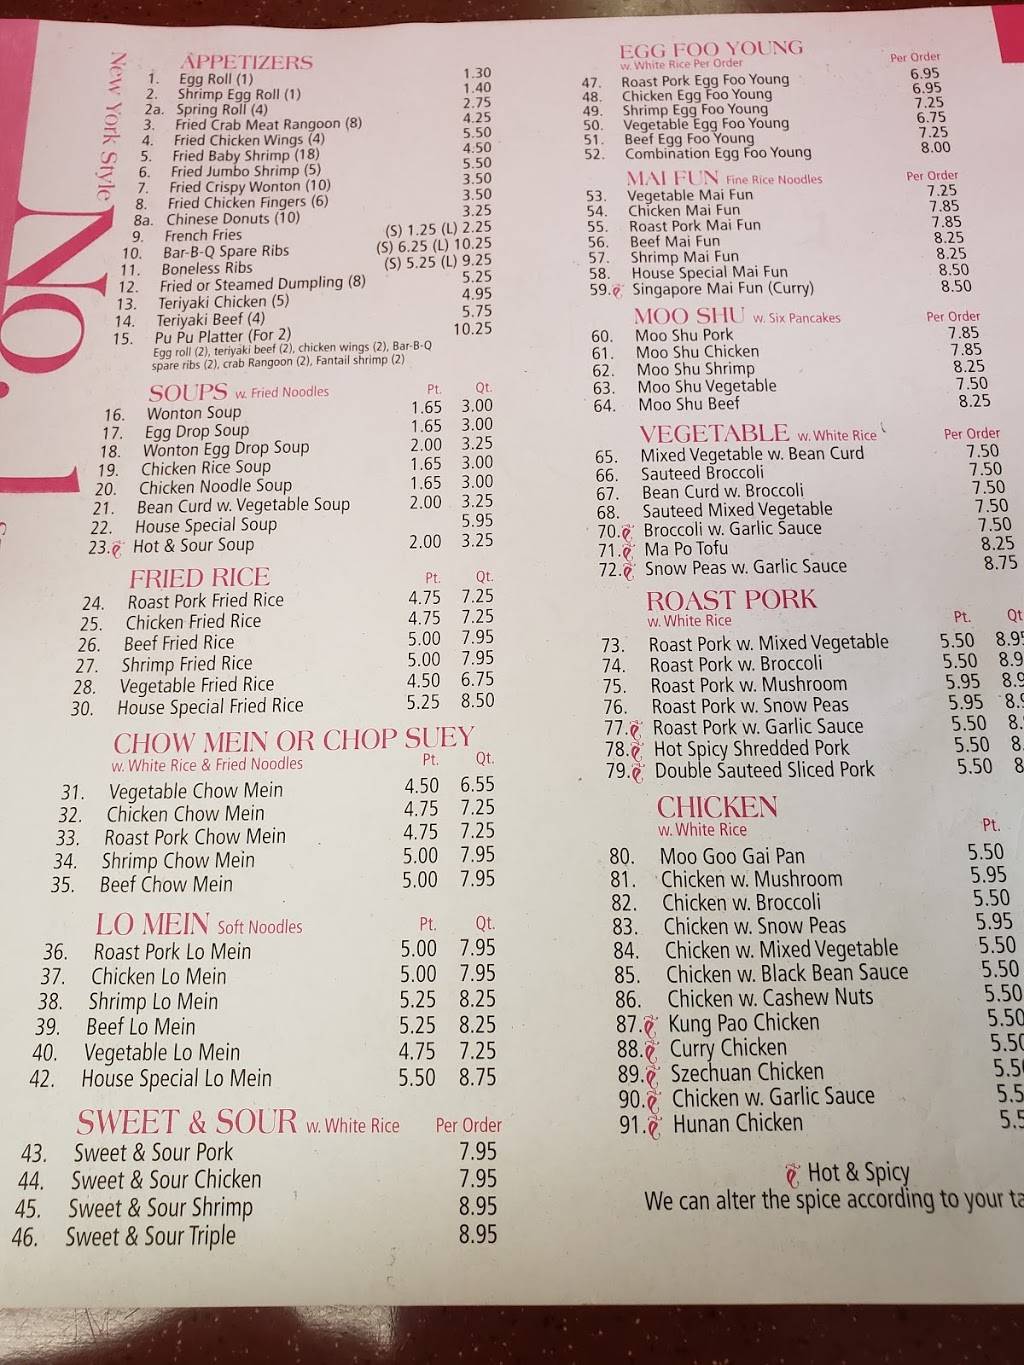 New York Style
No. 1
APPETIZERS
1. Egg Roll (1) 1.30
2. Shrimp Egg Roll (1) 1.40
2a. Spring Roll (4) 2.75
3. Fried Crab Meat Rangoon (8) 4.25
4. Fried Chicken Wings (4) 5.50
5. Fried Baby Shrimp (18) 4.50
6. Fried Jumbo Shrimp (5) 5.50
7. Fried Crispy Wonton (10) 3.50
8. Fried Chicken Fingers (6) 3.50
8a. Chinese Donuts (10) 3.25
9. French Fries (S) 1.25 (L) 2.25
10. Bar-B-Q Spare Ribs (S) 6.25 (L) 10.25
11. Boneless Ribs (S) 5.25 (L) 9.25
12. Fried or Steamed Dumpling (8) 5.25
13. Teriyaki Chicken (5) 4.95
14. Teriyaki Beef (4) 5.75
15. Pu Pu Platter (For 2) 10.25
Egg roll (2), teriyaki beef (2), chicken wings (2), Bar-B-Q
spare ribs (2), crab Rangoon (2), Fantail shrimp (2)
SOUPS w. Fried Noodles Pt. Qt.
16. Wonton Soup 1.65 3.00
17. Egg Drop Soup 1.65 3.00
18. Wonton Egg Drop Soup 2.00 3.25
19. Chicken Rice Soup 1.65 3.00
20. Chicken Noodle Soup 1.65 3.00
21. Bean Curd w. Vegetable Soup 2.00 3.25
22. House Special Soup 5.95
23. Hot & Sour Soup 2.00 3.25
FRIED RICE Pt. Qt.
24. Roast Pork Fried Rice 4.75 7.25
25. Chicken Fried Rice 4.75 7.25
26. Beef Fried Rice 5.00 7.95
27. Shrimp Fried Rice 5.00 7.95
28. Vegetable Fried Rice 4.50 6.75
30. House Special Fried Rice 5.25 8.50
CHOW MEIN OR CHOP SUEY
w. White Rice & Fried Noodles Pt. Qt.
31. Vegetable Chow Mein 4.50 6.55
32. Chicken Chow Mein 4.75 7.25
33. Roast Pork Chow Mein 4.75 7.25
34. Shrimp Chow Mein 5.00 7.95
35. Beef Chow Mein 5.00 7.95
LO MEIN Soft Noodles Pt. Qt.
36. Roast Pork Lo Mein 5.00 7.95
37. Chicken Lo Mein 5.00 7.95
38. Shrimp Lo Mein 5.25 8.25
39. Beef Lo Mein 5.25 8.25
40. Vegetable Lo Mein 4.75 7.25
42. House Special Lo Mein 5.50 8.75
SWEET & SOUR w. White Rice Per Order
43. Sweet & Sour Pork 7.95
44. Sweet & Sour Chicken 7.95
45. Sweet & Sour Shrimp 8.95
46. Sweet & Sour Triple 8.95
EGG FOO YOUNG
w. White Rice Per Order Per Order
47. Roast Pork Egg Foo Young 6.95
48. Chicken Egg Foo Young 6.95
49. Shrimp Egg Foo Young 7.25
50. Vegetable Egg Foo Young 6.75
51. Beef Egg Foo Young 7.25
52. Combination Egg Foo Young 8.00
MAI FUN Fine Rice Noodles Per Order
53. Vegetable Mai Fun 7.25
54. Chicken Mai Fun 7.85
55. Roast Pork Mai Fun 7.85
56. Beef Mai Fun 8.25
57. Shrimp Mai Fun 8.25
58. House Special Mai Fun 8.50
59. Singapore Mai Fun (Curry) 8.50
MOO SHU w. Six Pancakes Per Order
60. Moo Shu Pork 7.85
61. Moo Shu Chicken 7.85
62. Moo Shu Shrimp 8.25
63. Moo Shu Vegetable 7.50
64. Moo Shu Beef 8.25
VEGETABLE w. White Rice Per Order
65. Mixed Vegetable w. Bean Curd 7.50
66. Sauteed Broccoli 7.50
67. Bean Curd w. Broccoli 7.50
68. Sauteed Mixed Vegetable 7.50
70. Broccoli w. Garlic Sauce 7.50
71. Ma Po Tofu 8.25
72. Snow Peas w. Garlic Sauce 8.75
ROAST PORK
w. White Rice Pt. Qt
73. Roast Pork w. Mixed Vegetable 5.50 8.95
74. Roast Pork w. Broccoli 5.50 8.9
75. Roast Pork w. Mushroom 5.95 8.9
76. Roast Pork w. Snow Peas 5.95 8.9
77. Roast Pork w. Garlic Sauce 5.50 8.
78. Hot Spicy Shredded Pork 5.50 8.
79. Double Sauteed Sliced Pork 5.50 8
CHICKEN
w. White Rice Pt.
80. Moo Goo Gai Pan 5.50
81. Chicken w. Mushroom 5.95
82. Chicken w. Broccoli 5.50
83. Chicken w. Snow Peas 5.95
84. Chicken w. Mixed Vegetable 5.50
85. Chicken w. Black Bean Sauce 5.50
86. Chicken w. Cashew Nuts 5.50
87. Kung Pao Chicken 5.50
88. Curry Chicken 5.50
89. Szechuan Chicken 5.50
90. Chicken w. Garlic Sauce 5.5
91. Hunan Chicken 5.5
Hot & Spicy
We can alter the spice according to your ta